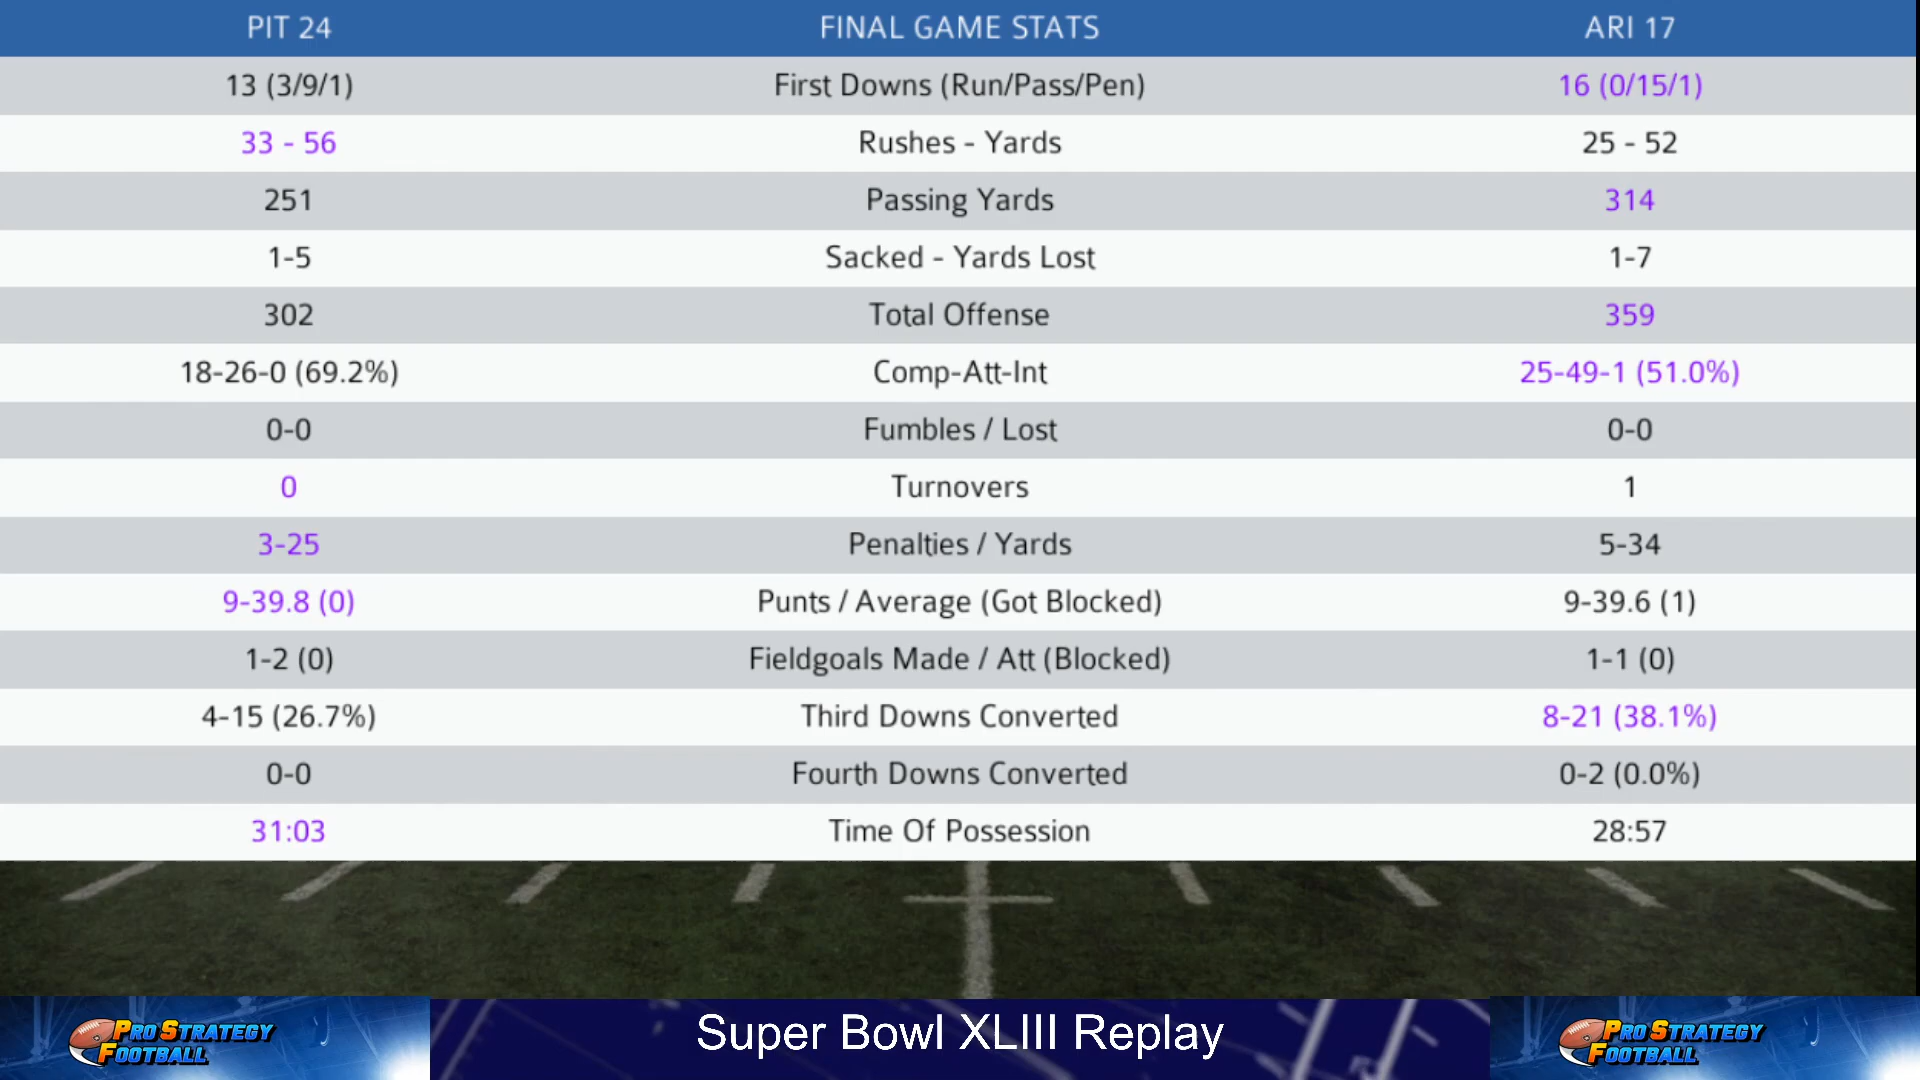 PIT 24 FINAL GAME STATS ARI 17
13 (3/9/1) First Downs (Run/Pass/Pen) 16 (0/15/1)
33 - 56 Rushes - Yards 25 - 52
251 Passing Yards 314
1-5 Sacked - Yards Lost 1-7
302 Total Offense 359
18-26-0 (69.2%) Comp-Att-Int 25-49-1 (51.0%)
0-0 Fumbles / Lost 0-0
0 Turnovers 1
3-25 Penalties / Yards 5-34
9-39.8 (0) Punts / Average (Got Blocked) 9-39.6 (1)
1-2 (0) Fieldgoals Made / Att (Blocked) 1-1 (0)
4-15 (26.7%) Third Downs Converted 8-21 (38.1%)
0-0 Fourth Downs Converted 0-2 (0.0%)
31:03 Time Of Possession 28:57
PRO STRATEGY
FOOTBALL
Super Bowl XLIII Replay
PRO STRATEGY
FOOTBALL